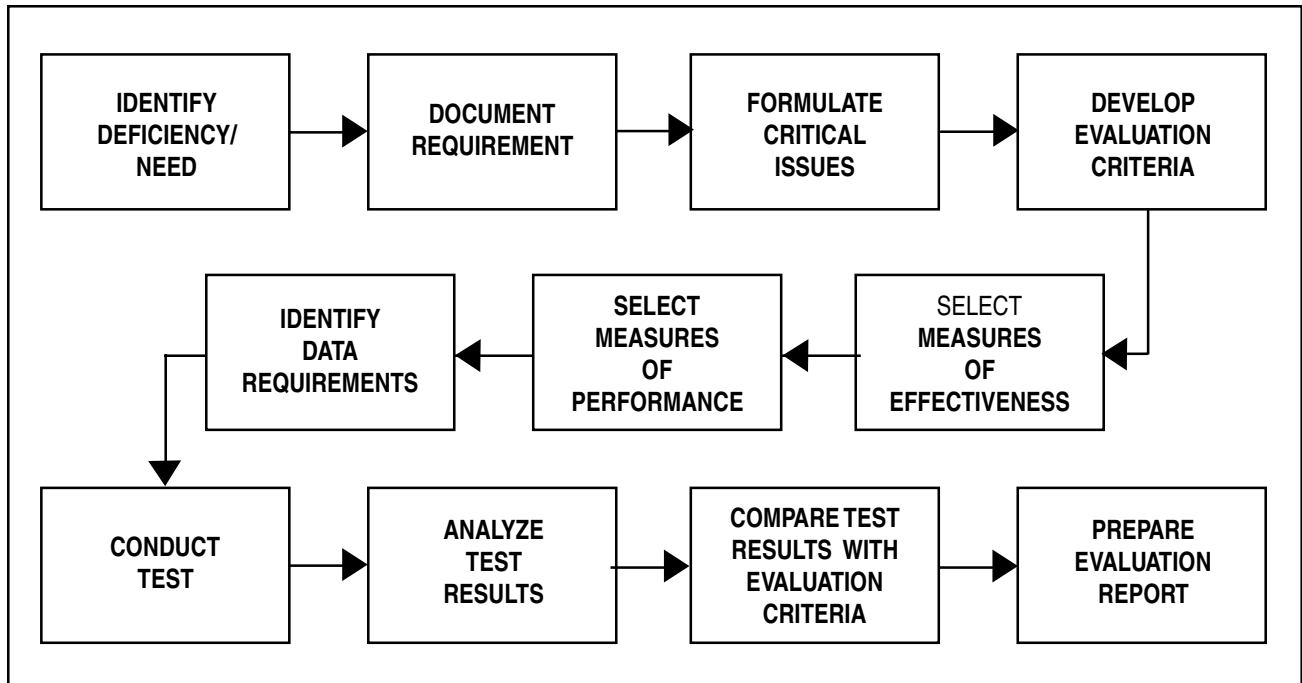 IDENTIFY
DEFICIENCY/
NEED
DOCUMENT
REQUIREMENT
FORMULATE
CRITICAL
ISSUES
DEVELOP
EVALUATION
CRITERIA
SELECT
MEASURES
OF
EFFECTIVENESS
SELECT
MEASURES
OF
PERFORMANCE
IDENTIFY
DATA
REQUIREMENTS
CONDUCT
TEST
ANALYZE
TEST
RESULTS
COMPARE TEST
RESULTS WITH
EVALUATION
CRITERIA
PREPARE
EVALUATION
REPORT